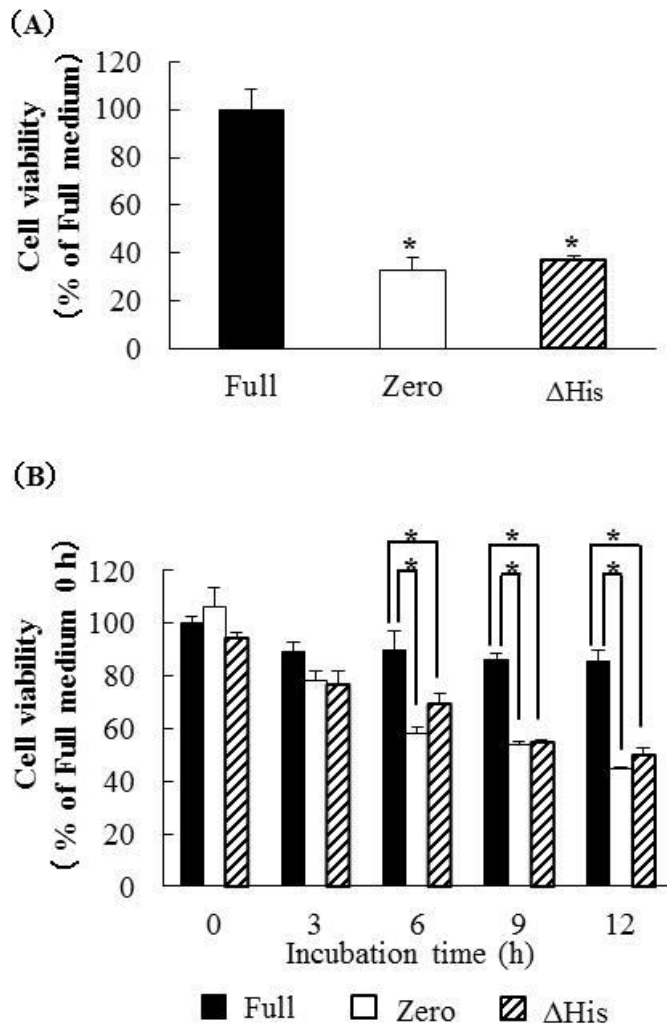 (A)
Cell viability
(% of Full medium)
120
100
80
60
40
20
0
*
*
Full Zero ΔHis
(B)
Cell viability
( % of Full medium 0 h)
120
100
80
60
40
20
0
* * *
* * *
0 3 6 9 12
Incubation time (h)
Full Zero ΔHis